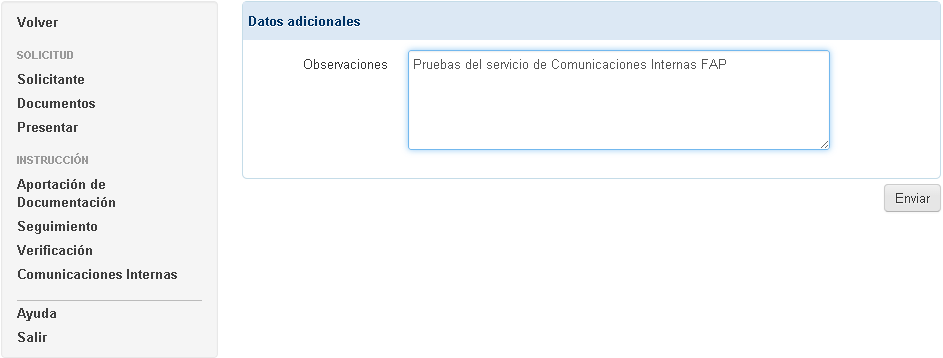 Volver
SOLICITUD
Solicitante
Documentos
Presentar
INSTRUCCIÓN
Aportación de
Documentación
Seguimiento
Verificación
Comunicaciones Internas
Ayuda
Salir
Datos adicionales
Observaciones
Pruebas del servicio de Comunicaciones Internas FAP
Enviar